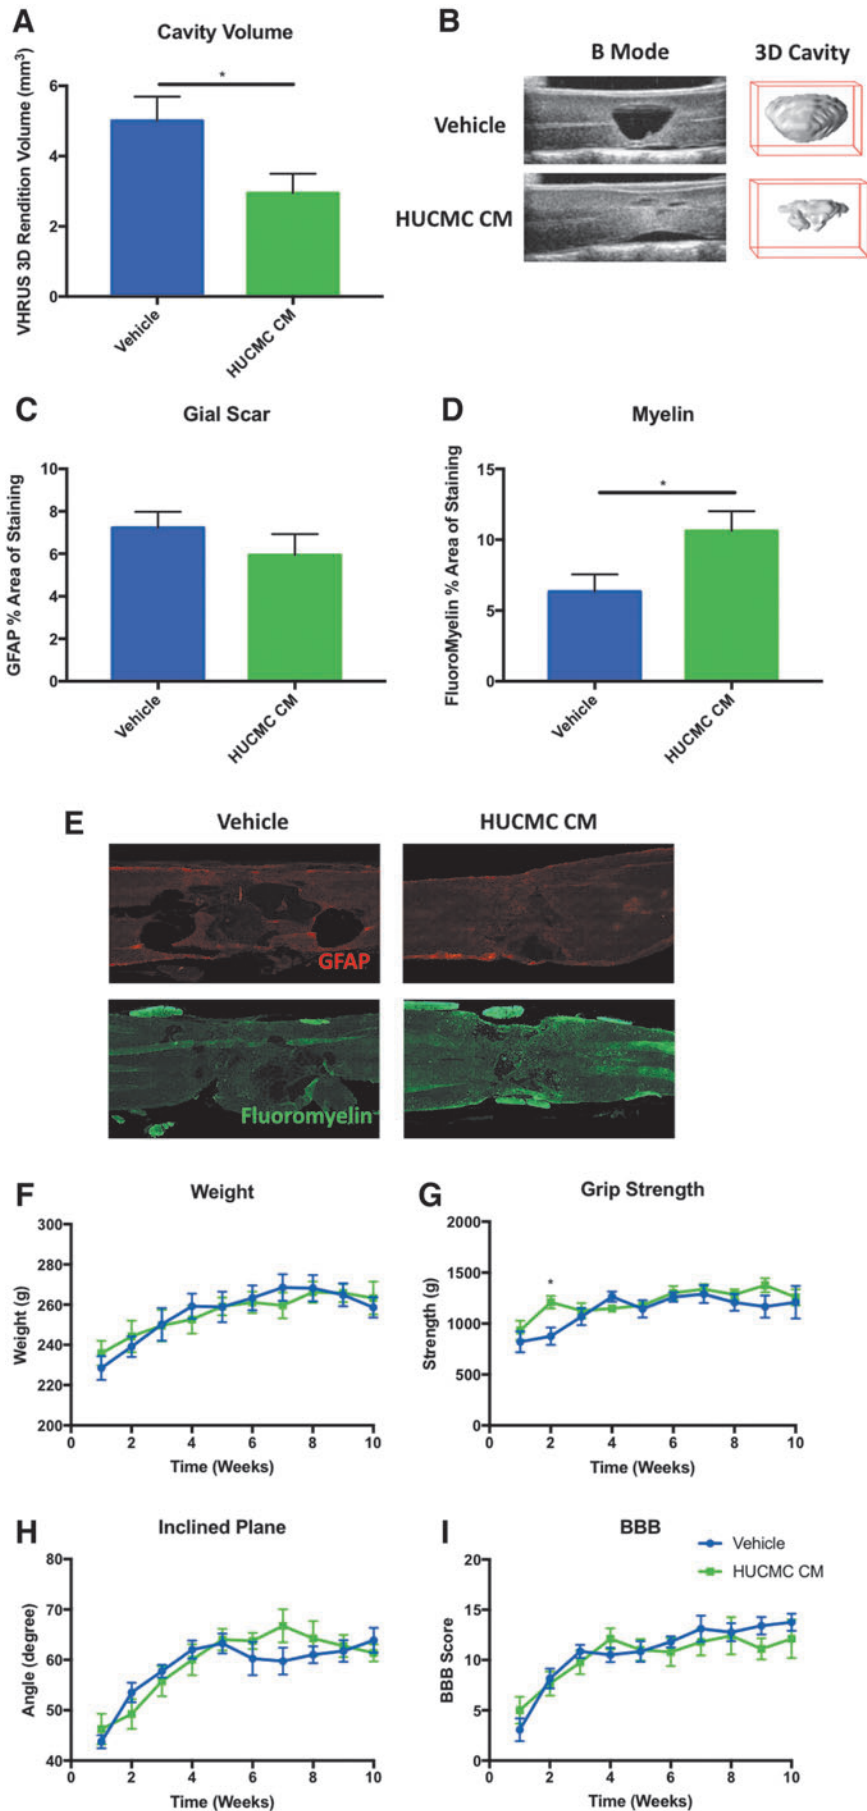 A
Cavity Volume
VHRUS 3D Rendition Volume (mm³)
6
4
2
0
*
Vehicle
HUCMC CM
B
B Mode
3D Cavity
Vehicle
HUCMC CM
C
Gial Scar
GFAP % Area of Staining
10
8
6
4
2
0
Vehicle
HUCMC CM
D
Myelin
FluoroMyelin % Area of Staining
15
10
5
0
*
Vehicle
HUCMC CM
E
Vehicle
HUCMC CM
GFAP
Fluoromyelin
F
Weight
Weight (g)
300
280
260
240
220
200
0 2 4 6 8 10
Time (Weeks)
G
Grip Strength
Strength (g)
2000
1500
1000
500
0
*
0 2 4 6 8 10
Time (Weeks)
H
Inclined Plane
Angle (degree)
80
70
60
50
40
0 2 4 6 8 10
Time (Weeks)
I
BBB
Vehicle
HUCMC CM
BBB Score
20
15
10
5
0
0 2 4 6 8 10
Time (Weeks)